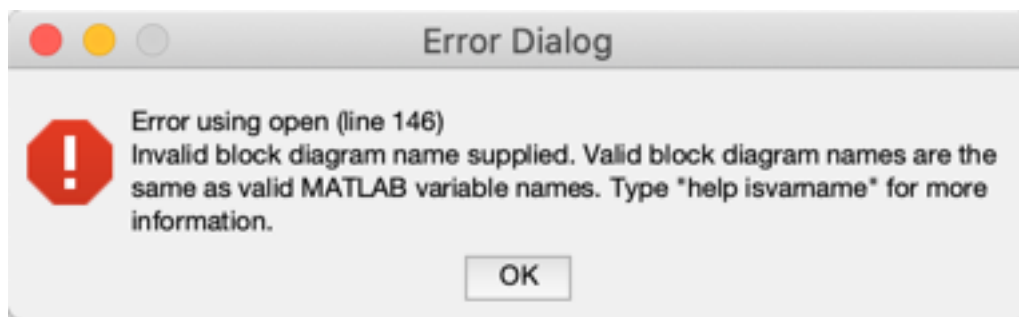 Error Dialog
Error using open (line 146)
Invalid block diagram name supplied. Valid block diagram names are the
same as valid MATLAB variable names. Type "help isvarname" for more
information.
OK